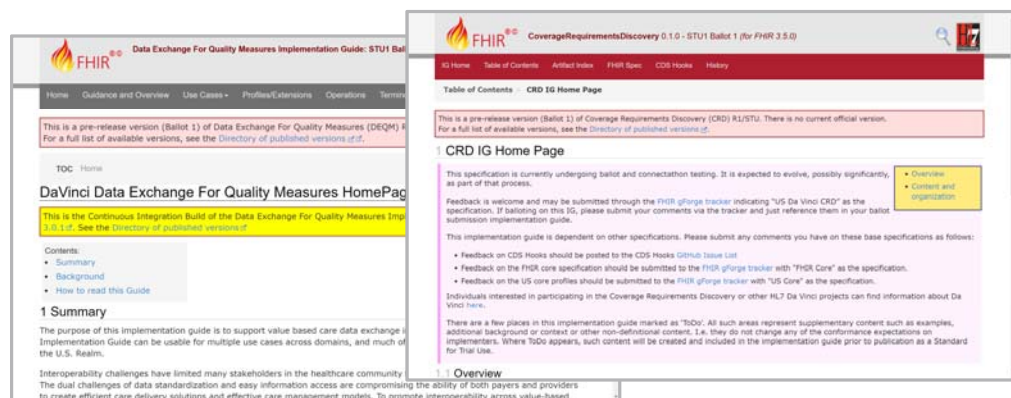 FHIR®©
Data Exchange For Quality Measures Implementation Guide: STU1 Bal
Home Guidance and Overview Use Cases Profiles/Extensions Operations Termin
This is a pre-release version (Ballot 1) of Data Exchange For Quality Measures (DEQM) R
For a full list of available versions, see the Directory of published versions.
TOC Home
DaVinci Data Exchange For Quality Measures HomePag
This is the Continuous Integration Build of the Data Exchange For Quality Measures Impl
3.0.1. See the Directory of published versions
Contents:
• Summary
• Background
• How to read this Guide
1 Summary
The purpose of this implementation guide is to support value based care data exchange i
Implementation Guide can be usable for multiple use cases across domains, and much of
the U.S. Realm.
Interoperability challenges have limited many stakeholders in the healthcare community
The dual challenges of data standardization and easy information access are compromising the ability of both payers and providers
to create efficient care delivery solutions and effective care management models. To promote interoperability across value-based
FHIR®©
CoverageRequirementsDiscovery 0.1.0 - STU1 Ballot 1 (for FHIR 3.5.0)
IG Home Table of Contents Artifact Index FHIR Spec CDS Hooks History
Table of Contents CRD IG Home Page
This is a pre-release version (Ballot 1) of Coverage Requirements Discovery (CRD) R1/STU. There is no current official version.
For a full list of available versions, see the Directory of published versions.
1 CRD IG Home Page
This specification is currently undergoing ballot and connectathon testing. It is expected to evolve, possibly significantly,
as part of that process.
• Overview
• Content and
organization
Feedback is welcome and may be submitted through the FHIR gForge tracker indicating "US Da Vinci CRD" as the
specification. If balloting on this IG, please submit your comments via the tracker and just reference them in your ballot
submission implementation guide.
This implementation guide is dependent on other specifications. Please submit any comments you have on these base specifications as follows:
• Feedback on CDS Hooks should be posted to the CDS Hooks GitHub Issue List
• Feedback on the FHIR core specification should be submitted to the FHIR gForge tracker with "FHIR Core" as the specification.
• Feedback on the US core profiles should be submitted to the FHIR gForge tracker with "US Core" as the specification.
Individuals interested in participating in the Coverage Requirements Discovery or other HL7 Da Vinci projects can find information about Da
Vinci here.
There are a few places in this implementation guide marked as 'ToDo'. All such areas represent supplementary content such as examples,
additional background or context or other non-definitional content. I.e. they do not change any of the conformance expectations on
implementers. Where ToDo appears, such content will be created and included in the implementation guide prior to publication as a Standard
for Trial Use.
1.1 Overview